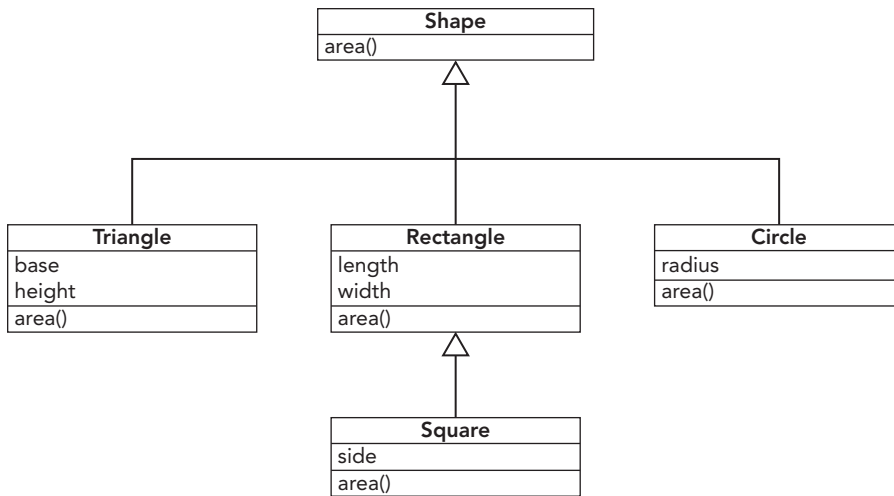 Shape
area()
Triangle
base
height
area()
Rectangle
length
width
area()
Circle
radius
area()
Square
side
area()